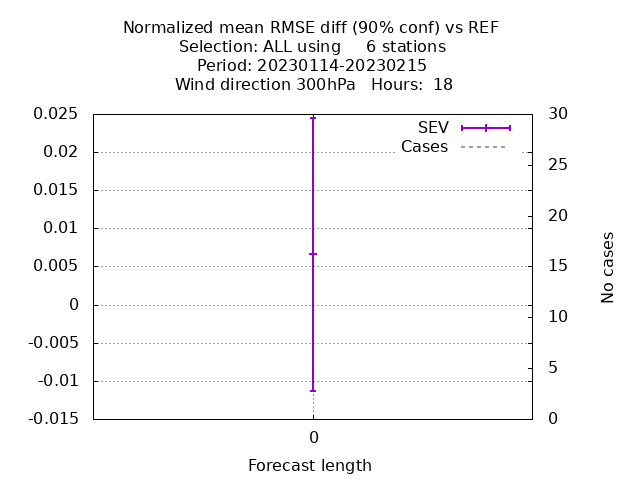 Normalized mean RMSE diff (90% conf) vs REF
Selection: ALL using     6 stations
Period: 20230114-20230215
Wind direction 300hPa   Hours:  18
0.025
0.02
0.015
0.01
0.005
0
-0.005
-0.01
-0.015
SEV
Cases
30
25
20
15
10
5
0
No cases
0
Forecast length